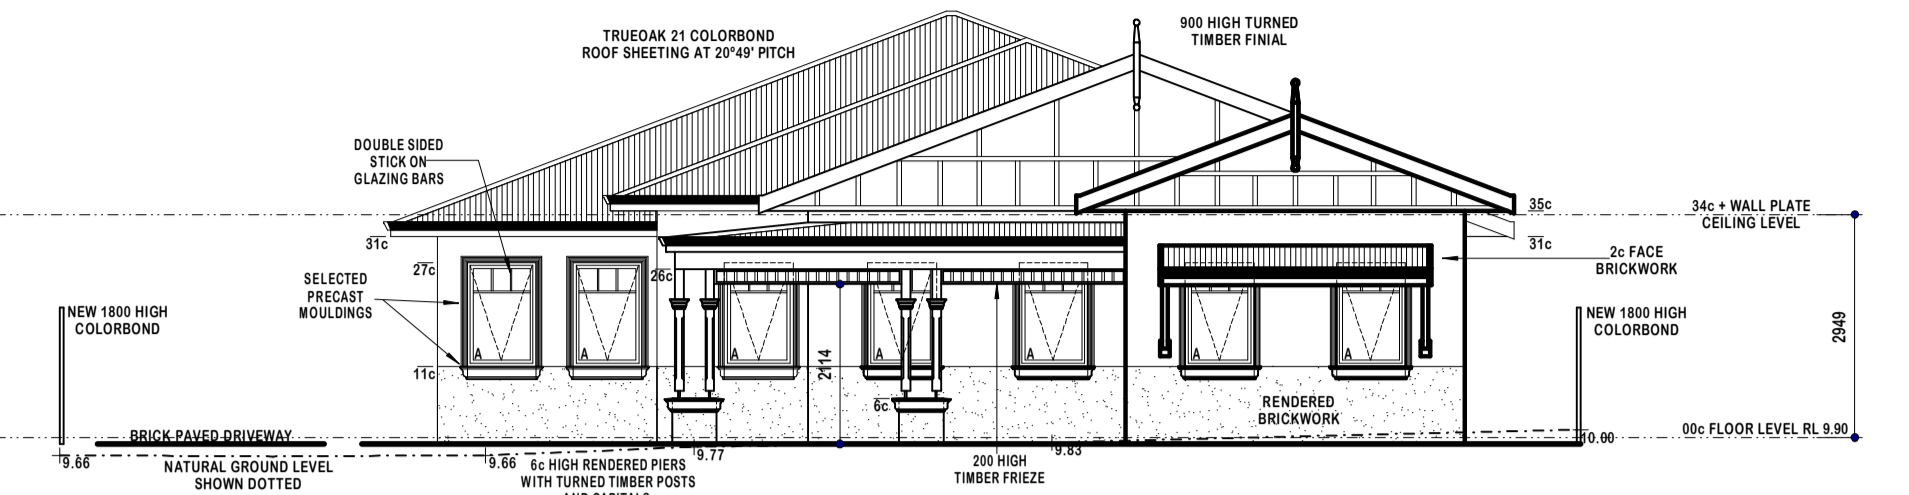 TRUEOAK 21 COLORBOND
ROOF SHEETING AT 20°49' PITCH
900 HIGH TURNED
TIMBER FINIAL
DOUBLE SIDED
STICK ON
GLAZING BARS
35c
34c + WALL PLATE
CEILING LEVEL
31c
31c
27c
26c
2c FACE
BRICKWORK
SELECTED
PRECAST
MOULDINGS
NEW 1800 HIGH
COLORBOND
NEW 1800 HIGH
COLORBOND
2949
2114
A
A
A
A
A
A
A
11c
6c
RENDERED
BRICKWORK
BRICK PAVED DRIVEWAY
00c FLOOR LEVEL RL 9.90
10.00
9.66
NATURAL GROUND LEVEL
SHOWN DOTTED
9.66
9.77
9.83
6c HIGH RENDERED PIERS
WITH TURNED TIMBER POSTS
AND CAPITALS
200 HIGH
TIMBER FRIEZE